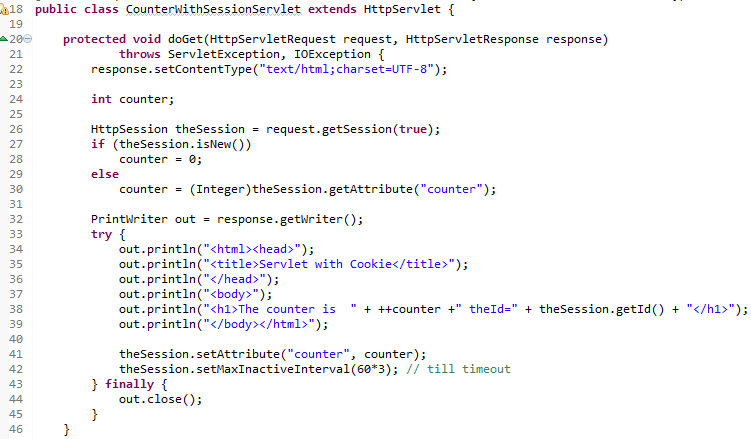 18 public class CounterWithSessionServlet extends HttpServlet {
19
20 protected void doGet(HttpServletRequest request, HttpServletResponse response)
21 throws ServletException, IOException {
22 response.setContentType("text/html;charset=UTF-8");
23
24 int counter;
25
26 HttpSession theSession = request.getSession(true);
27 if (theSession.isNew())
28 counter = 0;
29 else
30 counter = (Integer)theSession.getAttribute("counter");
31
32 PrintWriter out = response.getWriter();
33 try {
34 out.println("<html><head>");
35 out.println("<title>Servlet with Cookie</title>");
36 out.println("</head>");
37 out.println("<body>");
38 out.println("<h1>The counter is  " + ++counter +" theId=" + theSession.getId() + "</h1>");
39 out.println("</body></html>");
40
41 theSession.setAttribute("counter", counter);
42 theSession.setMaxInactiveInterval(60*3); // till timeout
43 } finally {
44 out.close();
45 }
46 }